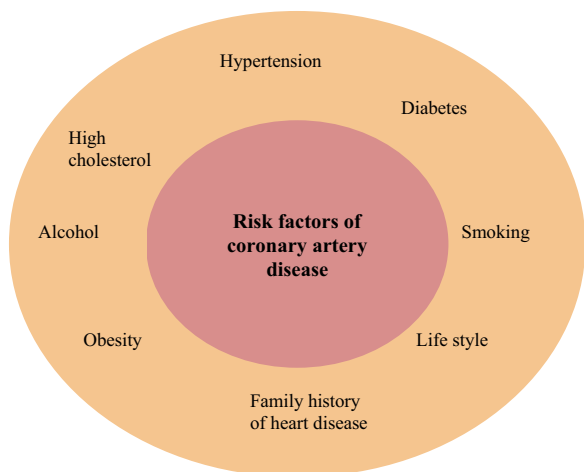 Hypertension
Diabetes
High
cholesterol
Alcohol
Risk factors of
coronary artery
disease
Smoking
Obesity
Life style
Family history
of heart disease